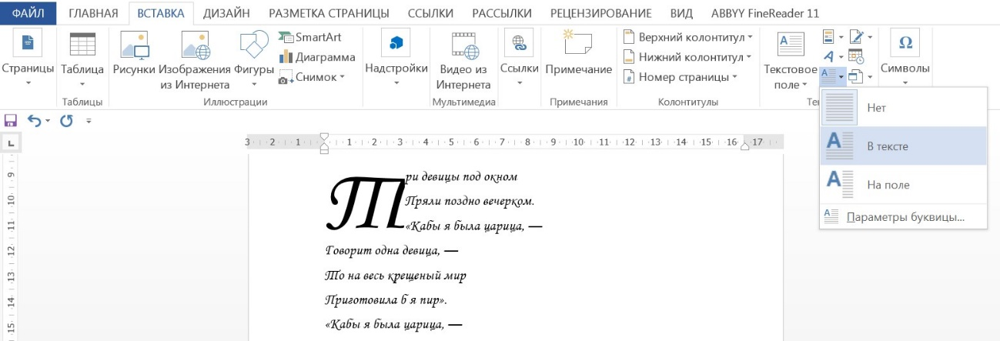 ФАЙЛ ГЛАВНАЯ ВСТАВКА ДИЗАЙН РАЗМЕТКА СТРАНИЦЫ ССЫЛКИ РАССЫЛКИ РЕЦЕНЗИРОВАНИЕ ВИД ABBYY FineReader 11
Страницы
Таблица
Таблицы
Рисунки
Изображения из Интернета
Фигуры
SmartArt
Диаграмма
Снимок
Иллюстрации
Надстройки
Видео из Интернета
Мультимедиа
Ссылки
Примечание
Примечания
Верхний колонтитул
Нижний колонтитул
Номер страницы
Колонтитулы
Текстовое поле
Символы
Нет
В тексте
На поле
Параметры буквицы...
3 2 1 1 2 3 4 5 6 7 8 9 10 11 12 13 14 15 16 17
9
10
11
12
13
14
15
Три девицы под окном
Пряли поздно вечерком.
«Кабы я была царица, —
Говорит одна девица, —
То на весь крещеный мир
Приготовила б я пир».
«Кабы я была царица, —